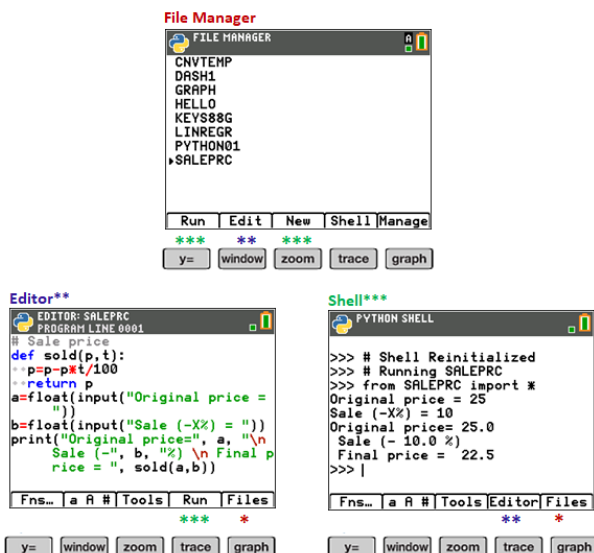 File Manager
FILE MANAGER
A
CNVTEMP
DASH1
GRAPH
HELLO
KEYS88G
LINREGR
PYTHON01
▸SALEPRC
Run Edit New Shell Manage
*** ** ***
y= window zoom trace graph
Editor**
EDITOR: SALEPRC
PROGRAM LINE 0001
# Sale price
def sold(p,t):
**p=p-p*t/100
**return p
a=float(input("Original price =
"))
b=float(input("Sale (-X%) = "))
print("Original price=", a, "\n
Sale (-", b, "%) \n Final p
rice = ", sold(a,b))
Fns… a A # Tools Run Files
*** *
y= window zoom trace graph
Shell***
PYTHON SHELL
>>> # Shell Reinitialized
>>> # Running SALEPRC
>>> from SALEPRC import *
Original price = 25
Sale (-X%) = 10
Original price= 25.0
Sale (- 10.0 %)
Final price = 22.5
>>> |
Fns… a A # Tools Editor Files
** *
y= window zoom trace graph